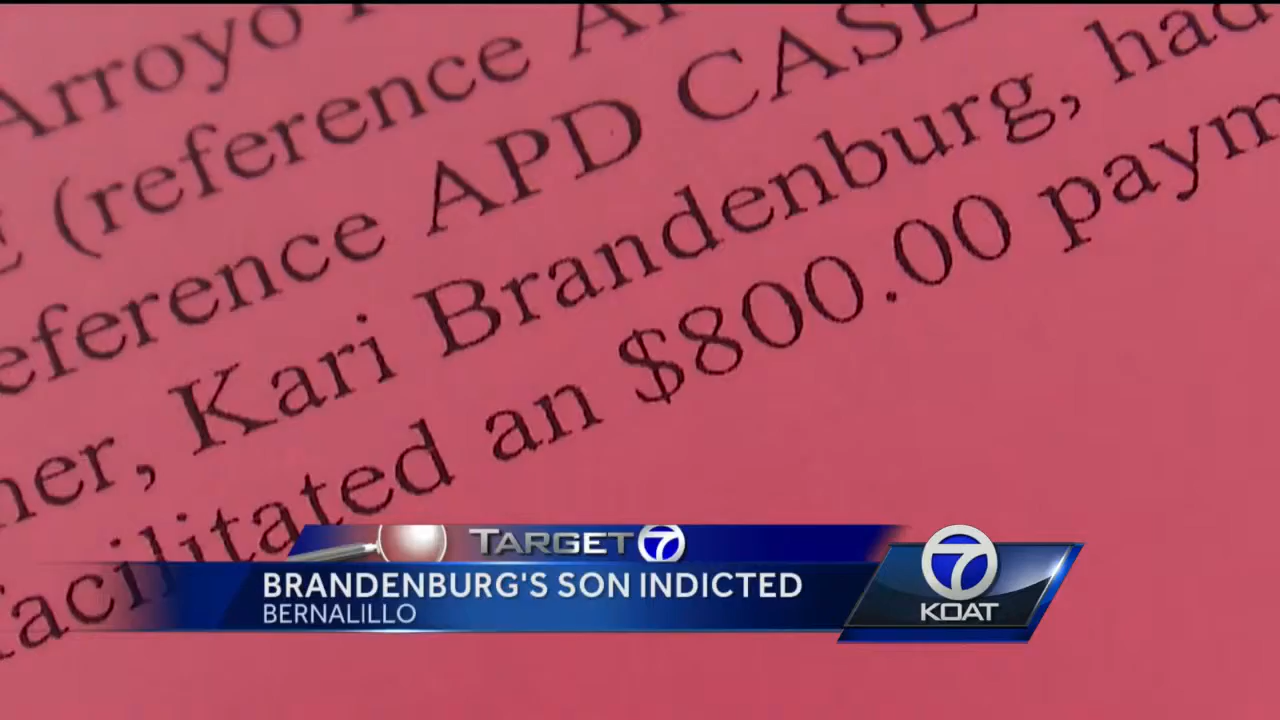 Arroyo
(reference
eference APD CASE
her, Kari Brandenburg, had
facilitated an $800.00 paym
TARGET 7
BRANDENBURG'S SON INDICTED
BERNALILLO
7
KOAT